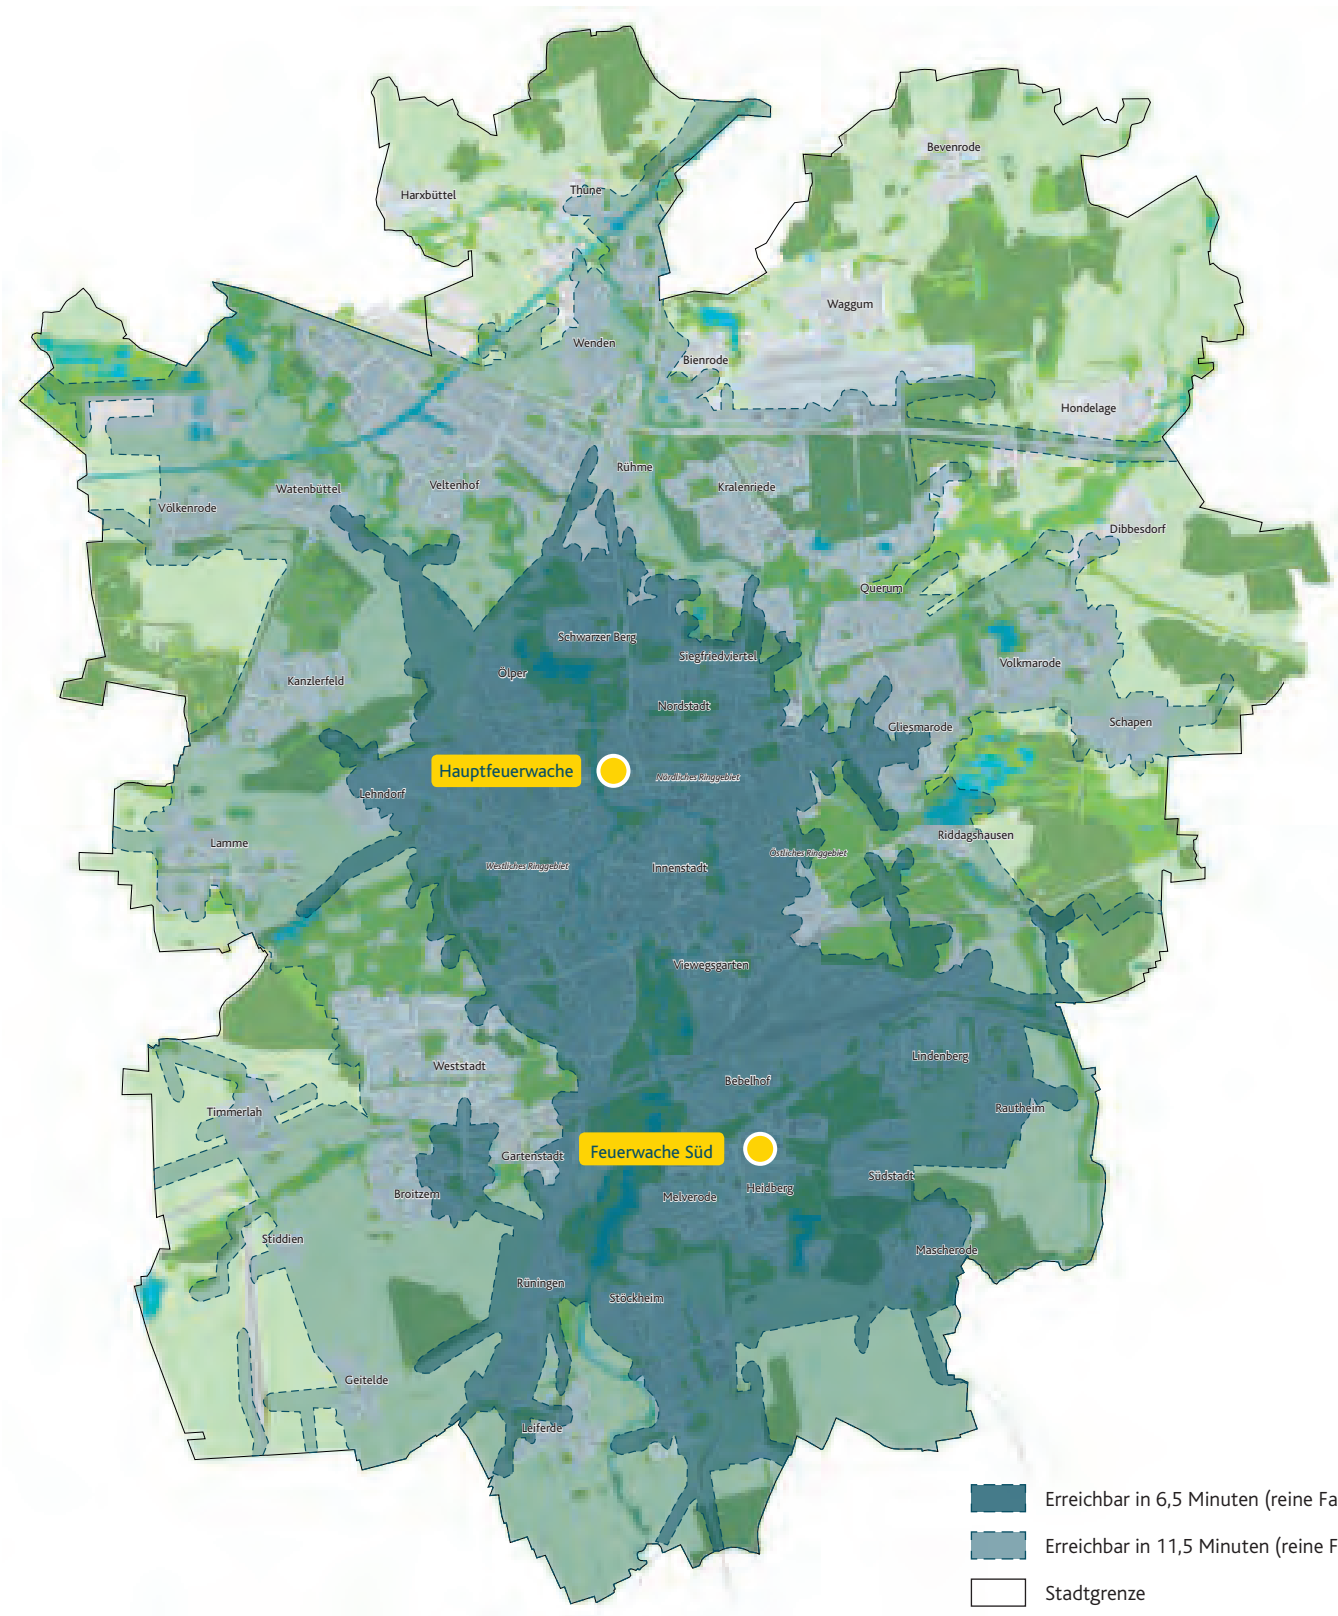 Bevenrode
Thune
Harxbüttel
Waggum
Wenden
Bienrode
Hondelage
Rühme
Veltenhof
Kralenriede
Watenbüttel
Völkenrode
Dibbesdorf
Querum
Schwarzer Berg
Siegfriedviertel
Volkmarode
Ölper
Kanzlerfeld
Nordstadt
Schapen
Gliesmarode
Hauptfeuerwache
Nördliches Ringgebiet
Lehndorf
Riddagshausen
Lamme
Östliches Ringgebiet
Westliches Ringgebiet
Innenstadt
Viewegsgarten
Lindenberg
Weststadt
Bebelhof
Rautheim
Timmerlah
Feuerwache Süd
Gartenstadt
Südstadt
Heidberg
Broitzem
Melverode
Stiddien
Mascherode
Rüningen
Stöckheim
Geitelde
Leiferde
Erreichbar in 6,5 Minuten (reine Fa
Erreichbar in 11,5 Minuten (reine F
Stadtgrenze